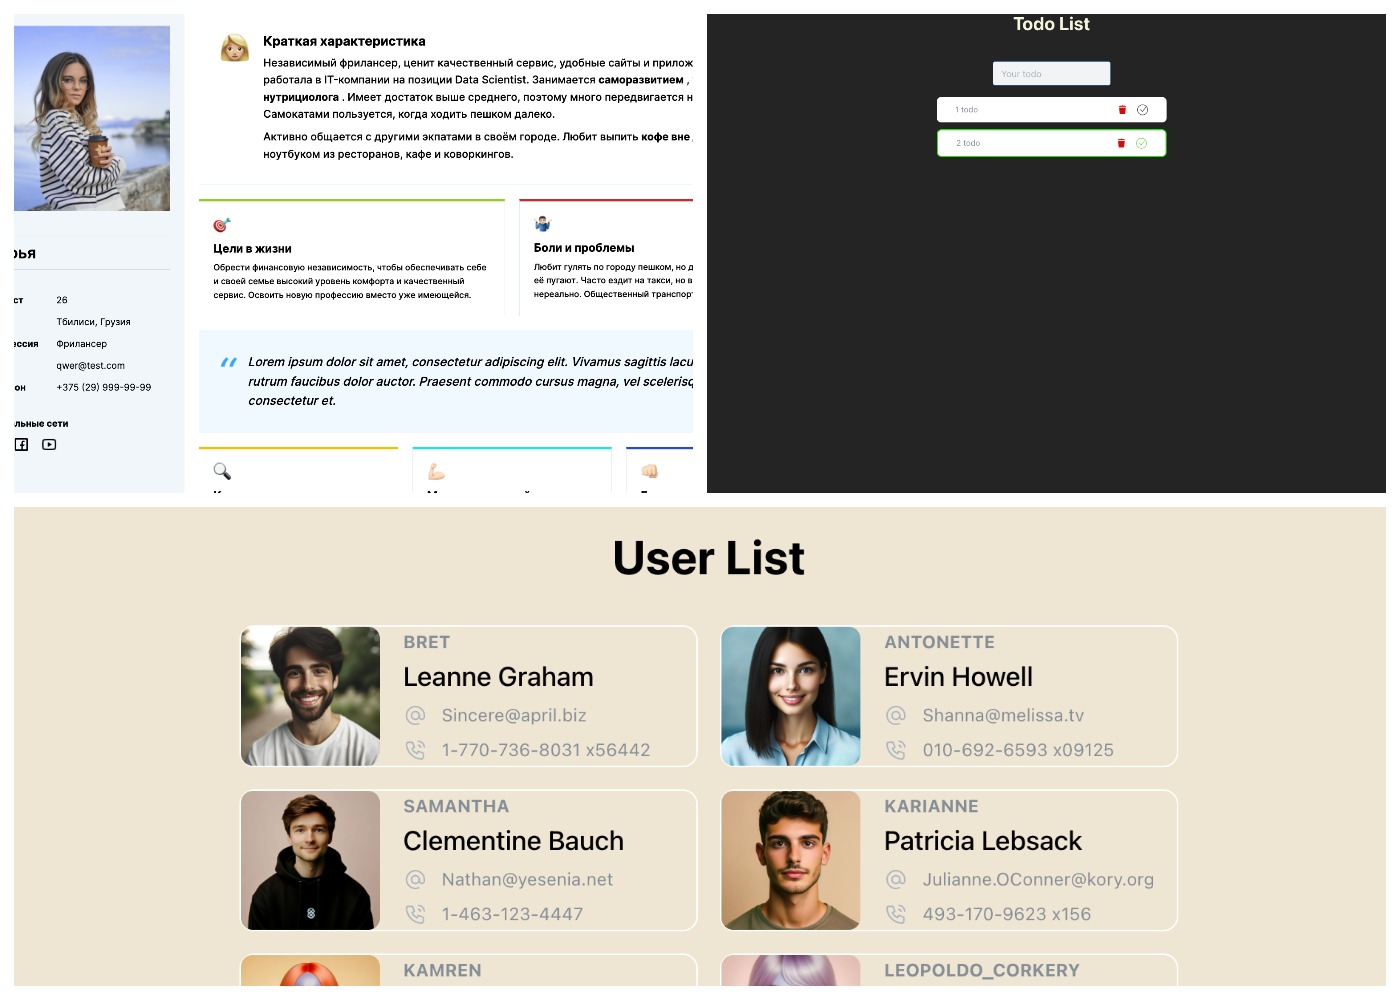 рья
ст 26
Тбилиси, Грузия
ессия Фрилансер
qwer@test.com
он +375 (29) 999-99-99
льные сети
Краткая характеристика
Независимый фрилансер, ценит качественный сервис, удобные сайты и прилож
работала в IT-компании на позиции Data Scientist. Занимается саморазвитием ,
нутрициолога . Имеет достаток выше среднего, поэтому много передвигается н
Самокатами пользуется, когда ходить пешком далеко.
Активно общается с другими экпатами в своём городе. Любит выпить кофе вне
ноутбуком из ресторанов, кафе и коворкингов.
Цели в жизни
Обрести финансовую независимость, чтобы обеспечивать себе
и своей семье высокий уровень комфорта и качественный
сервис. Освоить новую профессию вместо уже имеющейся.
Боли и проблемы
Любит гулять по городу пешком, но д
её пугают. Часто ездит на такси, но в
нереально. Общественный транспорт
Lorem ipsum dolor sit amet, consectetur adipiscing elit. Vivamus sagittis lacu
rutrum faucibus dolor auctor. Praesent commodo cursus magna, vel scelerisq
consectetur et.
Todo List
Your todo
1 todo
2 todo
User List
BRET
Leanne Graham
Sincere@april.biz
1-770-736-8031 x56442
ANTONETTE
Ervin Howell
Shanna@melissa.tv
010-692-6593 x09125
SAMANTHA
Clementine Bauch
Nathan@yesenia.net
1-463-123-4447
KARIANNE
Patricia Lebsack
Julianne.OConner@kory.org
493-170-9623 x156
KAMREN
LEOPOLDO_CORKERY